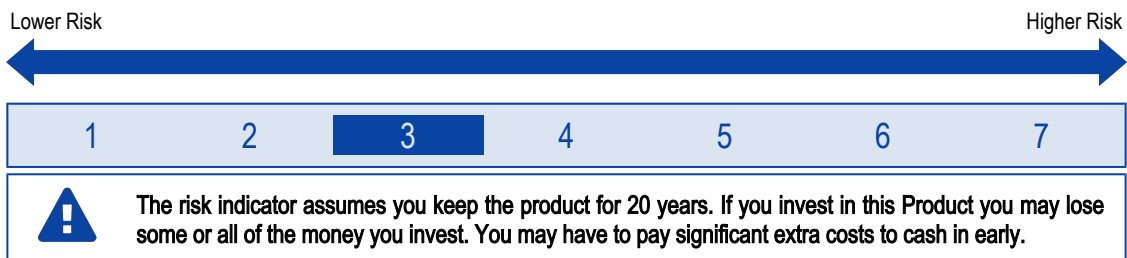 Lower Risk Higher Risk
1 2 3 4 5 6 7
The risk indicator assumes you keep the product for 20 years. If you invest in this Product you may lose
some or all of the money you invest. You may have to pay significant extra costs to cash in early.